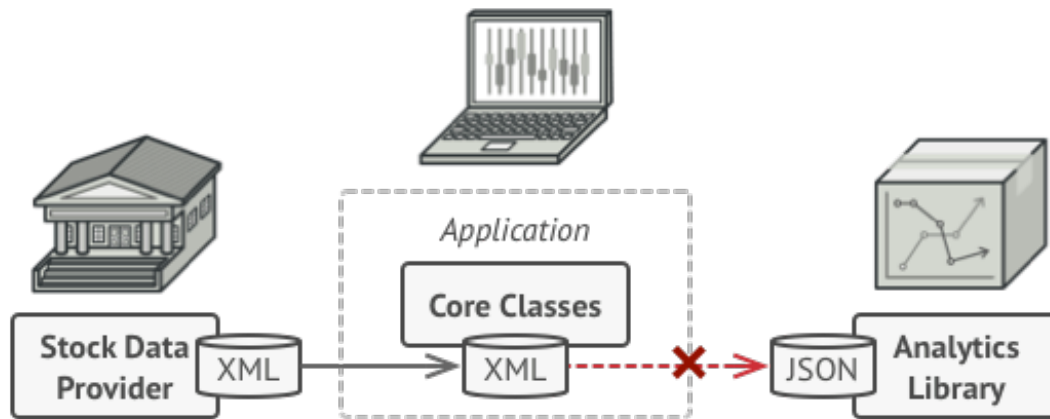 Application
Core Classes
Stock Data
Provider
XML
XML
JSON
Analytics
Library